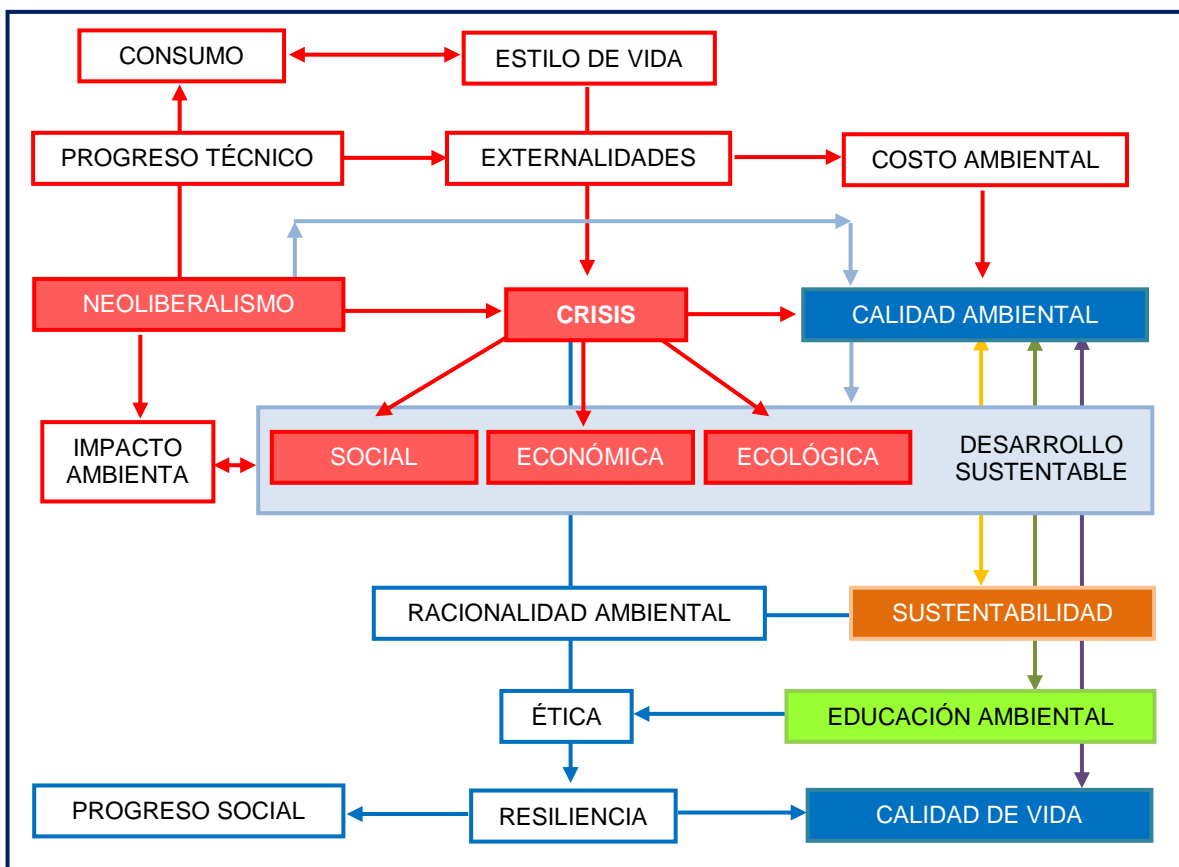 CONSUMO
ESTILO DE VIDA
PROGRESO TÉCNICO
EXTERNALIDADES
COSTO AMBIENTAL
NEOLIBERALISMO
CRISIS
CALIDAD AMBIENTAL
IMPACTO
AMBIENTA
SOCIAL
ECONÓMICA
ECOLÓGICA
DESARROLLO
SUSTENTABLE
RACIONALIDAD AMBIENTAL
SUSTENTABILIDAD
ÉTICA
EDUCACIÓN AMBIENTAL
PROGRESO SOCIAL
RESILIENCIA
CALIDAD DE VIDA